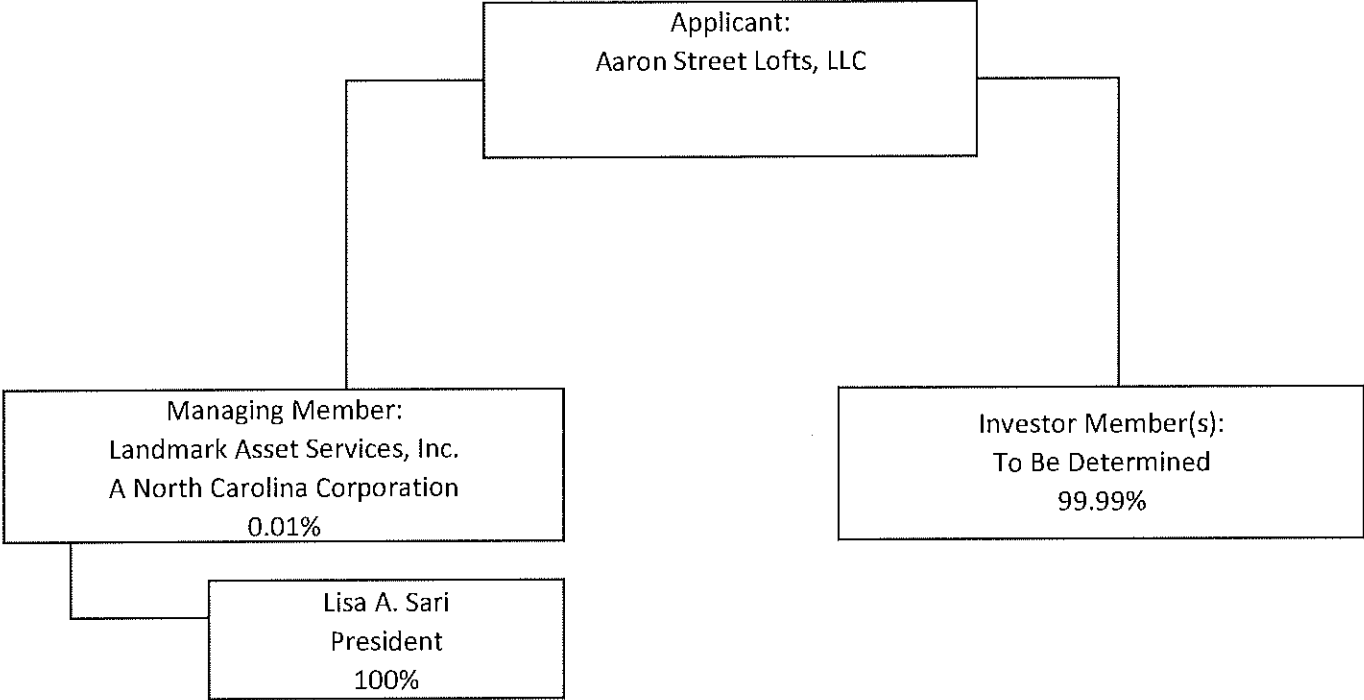 Applicant:
Aaron Street Lofts, LLC
Managing Member:
Landmark Asset Services, Inc.
A North Carolina Corporation
0.01%
Investor Member(s):
To Be Determined
99.99%
Lisa A. Sari
President
100%